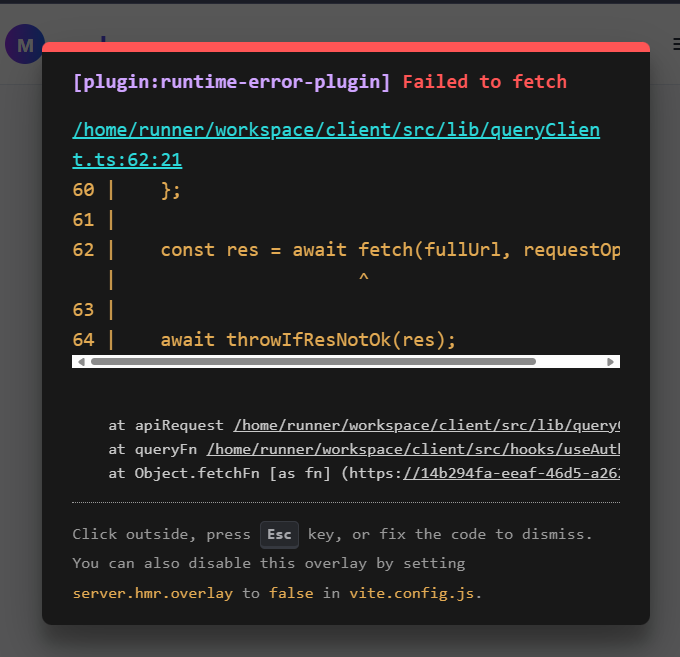 M
[plugin:runtime-error-plugin] Failed to fetch
/home/runner/workspace/client/src/lib/queryClien
t.ts:62:21
60 |    };
61 |
62 |    const res = await fetch(fullUrl, requestOp
   |                      ^
63 |
64 |    await throwIfResNotOk(res);
at apiRequest /home/runner/workspace/client/src/lib/query
at queryFn /home/runner/workspace/client/src/hooks/useAut
at Object.fetchFn [as fn] (https://14b294fa-eeaf-46d5-a26
Click outside, press Esc key, or fix the code to dismiss.
You can also disable this overlay by setting
server.hmr.overlay to false in vite.config.js.